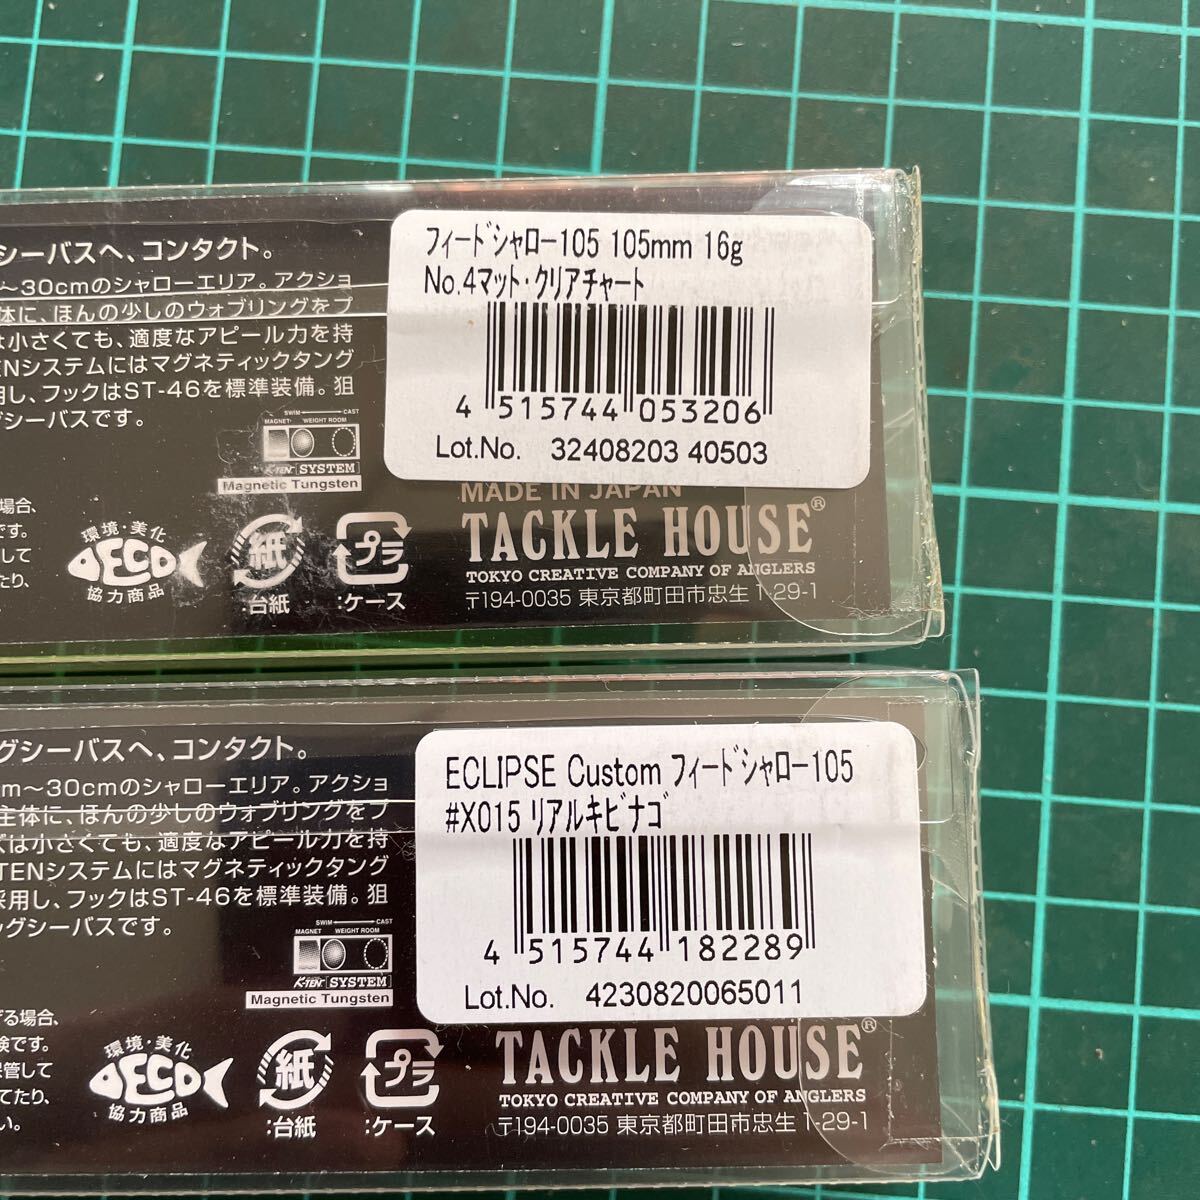 シーバスへ、コンタクト。
～30cmのシャローエリア。アクショ
体に、ほんの少しのウォブリングをプ
は小さくても、適度なアピール力を持
ENシステムにはマグネティックタング
用し、フックはST-46を標準装備。狙
グシーバスです。
SWIM CAST
MAGNET WEIGHT ROOM
K-TEN SYSTEM
Magnetic Tungsten
場合、
です。
して
たり、
環境・美化
ECO
協力商品
紙
:台紙
プラ
:ケース
フィードシャロー105 105mm 16g
No.4マット・クリアチャート
4 515744 053206
Lot.No. 32408203 40503
MADE IN JAPAN
TACKLE HOUSE®
TOKYO CREATIVE COMPANY OF ANGLERS
〒194-0035 東京都町田市忠生 1-29-1
グシーバスへ、コンタクト。
m～30cmのシャローエリア。アクショ
主体に、ほんの少しのウォブリングをプ
ズは小さくても、適度なアピール力を持
TENシステムにはマグネティックタング
採用し、フックはST-46を標準装備。狙
ッグシーバスです。
SWIM CAST
MAGNET WEIGHT ROOM
K-TEN SYSTEM
Magnetic Tungsten
げる場合、
険です。
保管して
てたり、
い。
環境・美化
ECO
協力商品
紙
:台紙
プラ
:ケース
ECLIPSE Custom フィードシャロー105
#X015 リアルキビナゴ
4 515744 182289
Lot.No. 4230820065011
TACKLE HOUSE®
TOKYO CREATIVE COMPANY OF ANGLERS
〒194-0035 東京都町田市忠生 1-29-1